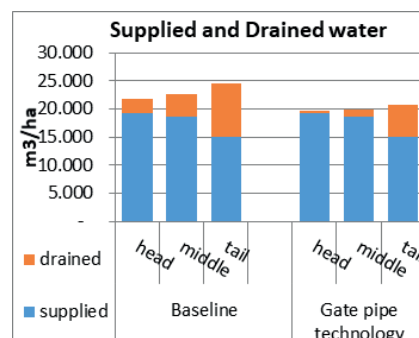 Supplied and Drained water
m3/ha
30.000
25.000
20.000
15.000
10.000
5.000
-
head
middle
tail
head
middle
tail
drained
supplied
Baseline
Gate pipe
technology